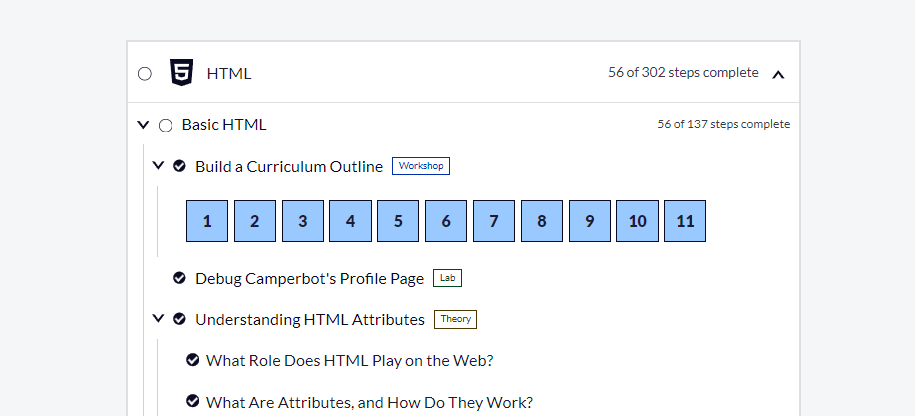 HTML 56 of 302 steps complete
Basic HTML 56 of 137 steps complete
Build a Curriculum Outline Workshop
1 2 3 4 5 6 7 8 9 10 11
Debug Camperbot's Profile Page Lab
Understanding HTML Attributes Theory
What Role Does HTML Play on the Web?
What Are Attributes, and How Do They Work?